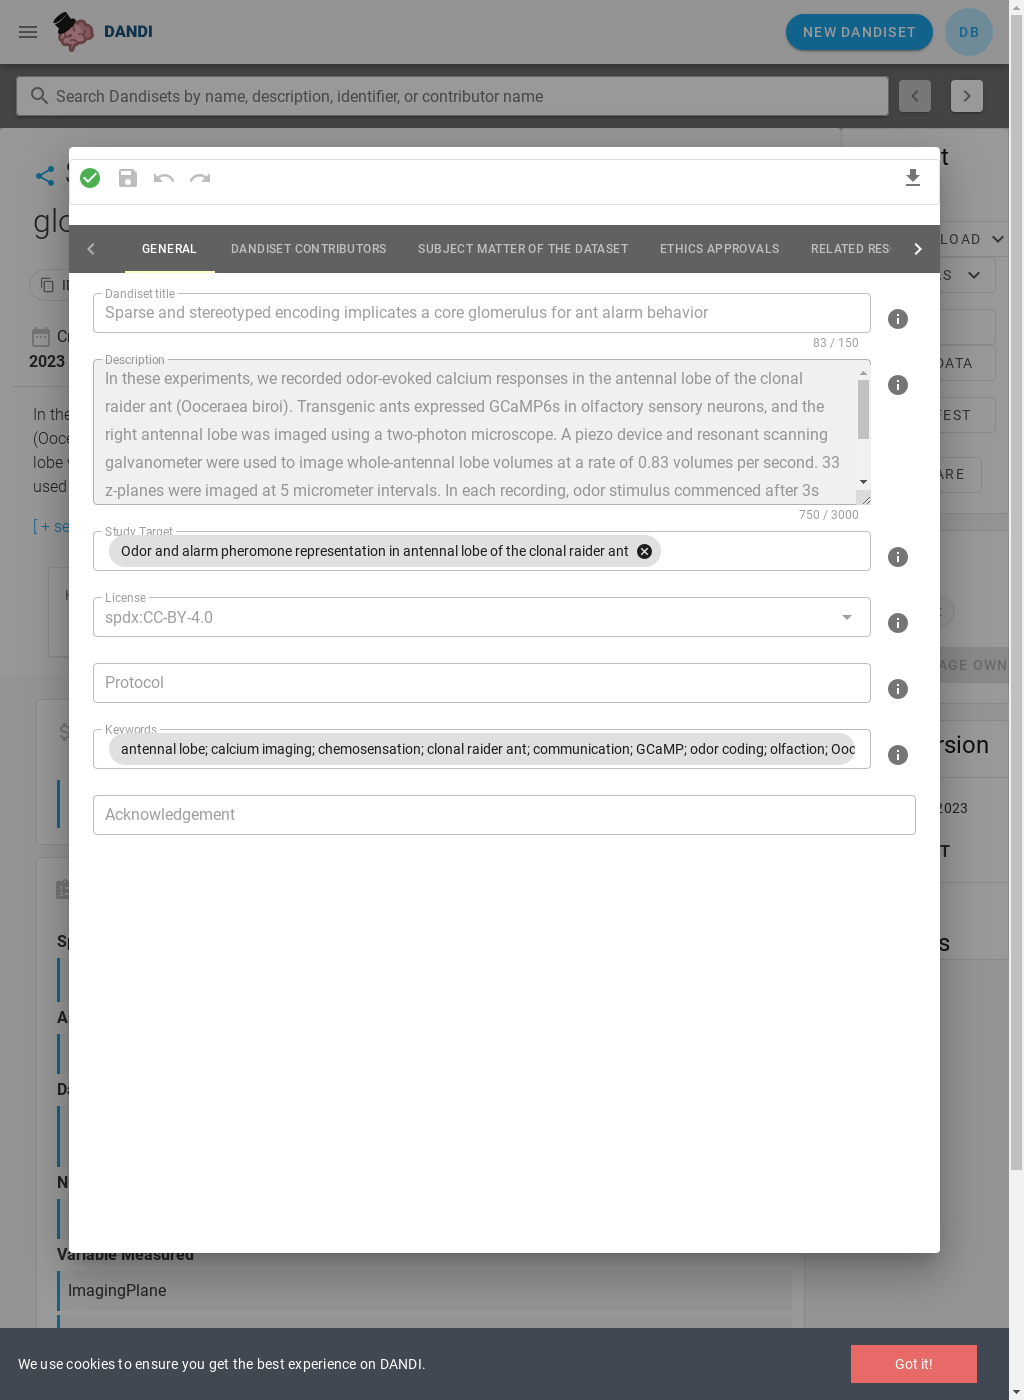 DANDI
NEW DANDISET
DB
Search Dandisets by name, description, identifier, or contributor name
GENERAL
DANDISET CONTRIBUTORS
SUBJECT MATTER OF THE DATASET
ETHICS APPROVALS
RELATED RES
Dandiset title
Sparse and stereotyped encoding implicates a core glomerulus for ant alarm behavior
83 / 150
Description
In these experiments, we recorded odor-evoked calcium responses in the antennal lobe of the clonal
raider ant (Ooceraea biroi). Transgenic ants expressed GCaMP6s in olfactory sensory neurons, and the
right antennal lobe was imaged using a two-photon microscope. A piezo device and resonant scanning
galvanometer were used to image whole-antennal lobe volumes at a rate of 0.83 volumes per second. 33
z-planes were imaged at 5 micrometer intervals. In each recording, odor stimulus commenced after 3s
750 / 3000
Study Target
Odor and alarm pheromone representation in antennal lobe of the clonal raider ant
License
spdx:CC-BY-4.0
Protocol
Keywords
antennal lobe; calcium imaging; chemosensation; clonal raider ant; communication; GCaMP; odor coding; olfaction; Ooc
Acknowledgement
glo
2023
In the
(Ooce
lobe
used
[ + se
LOAD
DATA
AGE OWN
rsion
2023
Variable Measured
ImagingPlane
We use cookies to ensure you get the best experience on DANDI.
Got it!